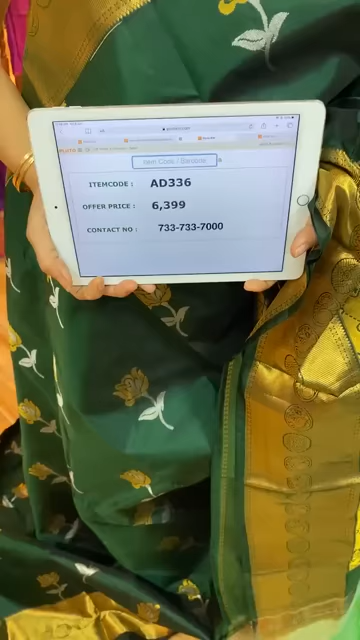 Item Code / Barcode
ITEMCODE : AD336
OFFER PRICE : 6,399
CONTACT NO : 733-733-7000